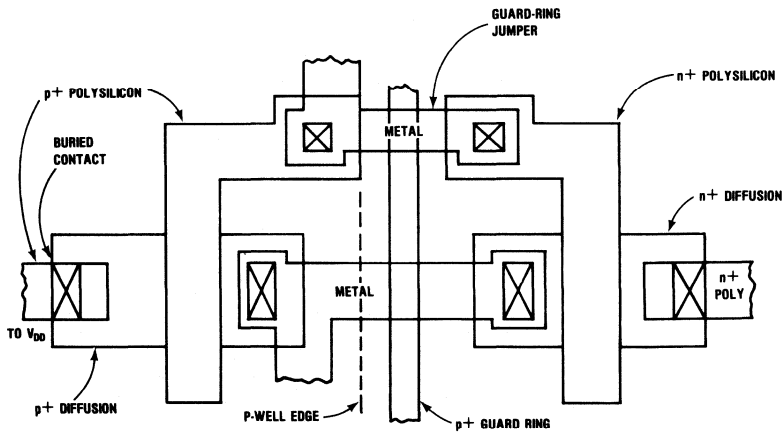 GUARD-RING
JUMPER
p+ POLYSILICON
n+ POLYSILICON
BURIED
CONTACT
METAL
n+ DIFFUSION
METAL
n+
POLY
TO VDD
p+ DIFFUSION
P-WELL EDGE
p+ GUARD RING